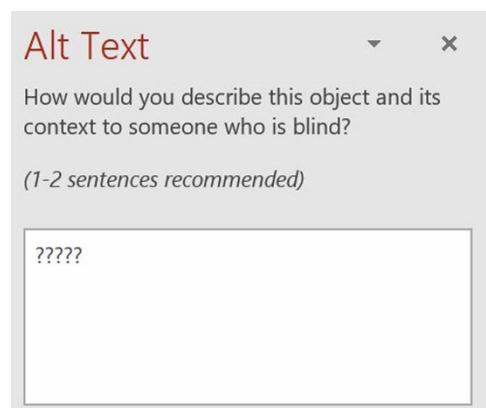 Alt Text
How would you describe this object and its
context to someone who is blind?
(1-2 sentences recommended)
?????